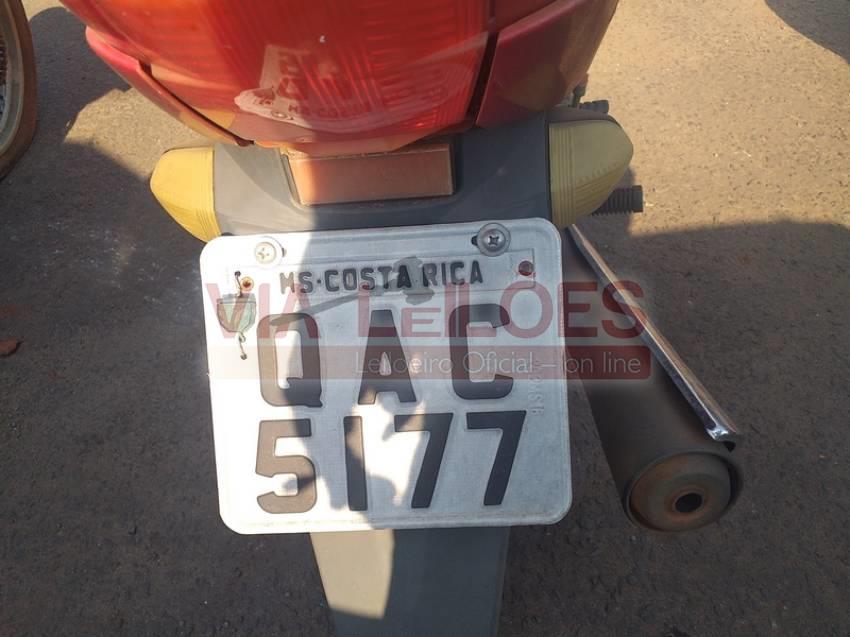 MS·COSTA RICA
VIA LEILÕES
QAC
Leiloeiro Oficial – on line
5177